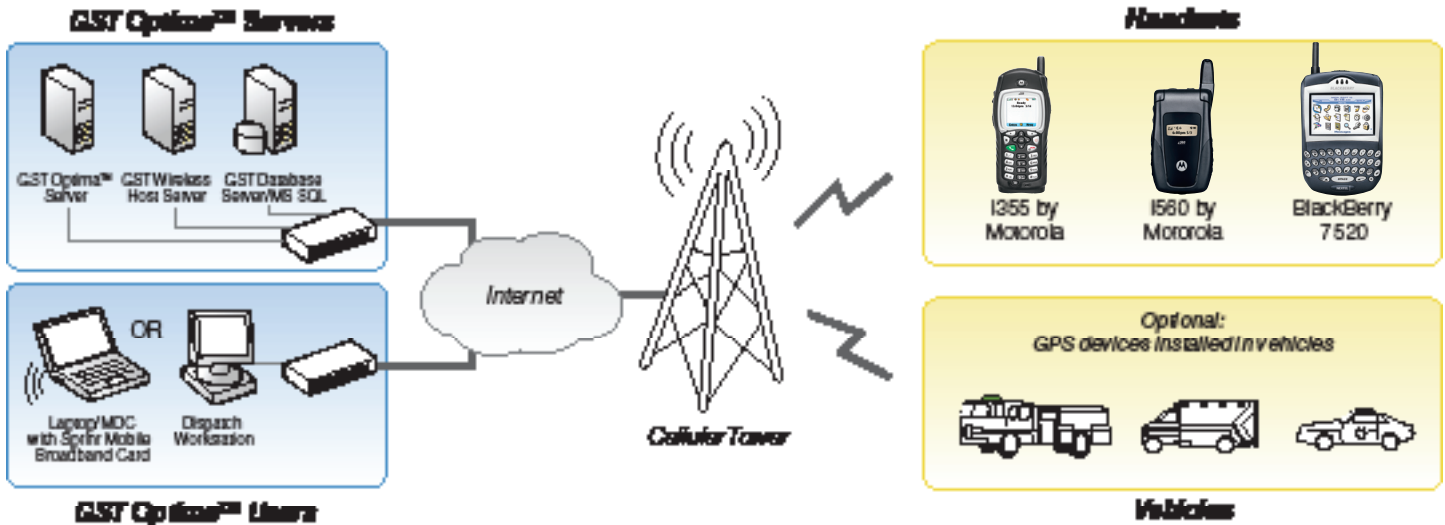 GST Optima™ Servers
GST Optima™
Server
GST Wireless
Host Server
GST Database
Server/MS SQL
OR
Laptop/MDC
with Sprint Mobile
Broadband Card
Dispatch
Workstation
GST Optima™ Users
Internet
Cellular Tower
Handsets
I355 by
Motorola
I560 by
Mororola
BlackBerry
7520
Optional:
GPS devices installed in vehicles
Vehicles